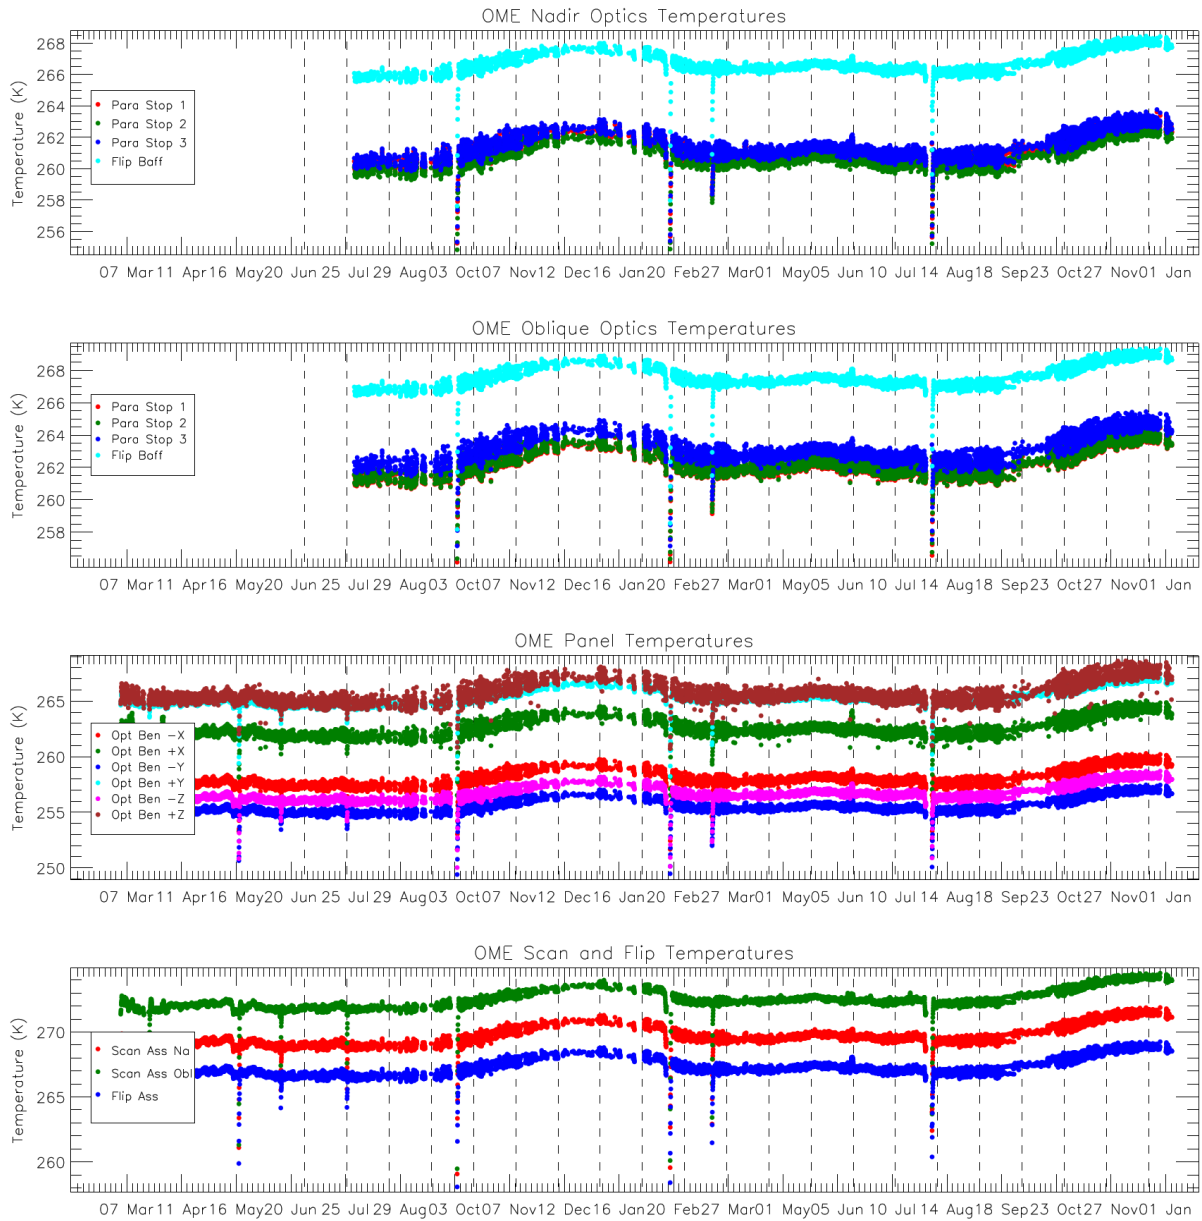 OME Nadir Optics Temperatures
268
266
264
262
260
258
256
Temperature (K)
Para Stop 1
Para Stop 2
Para Stop 3
Flip Baff
07 Mar11 Apr16 May20 Jun25 Jul29 Aug03 Oct07 Nov12 Dec16 Jan20 Feb27 Mar01 May05 Jun10 Jul14 Aug18 Sep23 Oct27 Nov01 Jan
OME Oblique Optics Temperatures
268
266
264
262
260
258
Temperature (K)
Para Stop 1
Para Stop 2
Para Stop 3
Flip Baff
07 Mar11 Apr16 May20 Jun25 Jul29 Aug03 Oct07 Nov12 Dec16 Jan20 Feb27 Mar01 May05 Jun10 Jul14 Aug18 Sep23 Oct27 Nov01 Jan
OME Panel Temperatures
265
260
255
250
Temperature (K)
Opt Ben -X
Opt Ben +X
Opt Ben -Y
Opt Ben +Y
Opt Ben -Z
Opt Ben +Z
07 Mar11 Apr16 May20 Jun25 Jul29 Aug03 Oct07 Nov12 Dec16 Jan20 Feb27 Mar01 May05 Jun10 Jul14 Aug18 Sep23 Oct27 Nov01 Jan
OME Scan and Flip Temperatures
270
265
260
Temperature (K)
Scan Ass Na
Scan Ass Obl
Flip Ass
07 Mar11 Apr16 May20 Jun25 Jul29 Aug03 Oct07 Nov12 Dec16 Jan20 Feb27 Mar01 May05 Jun10 Jul14 Aug18 Sep23 Oct27 Nov01 Jan